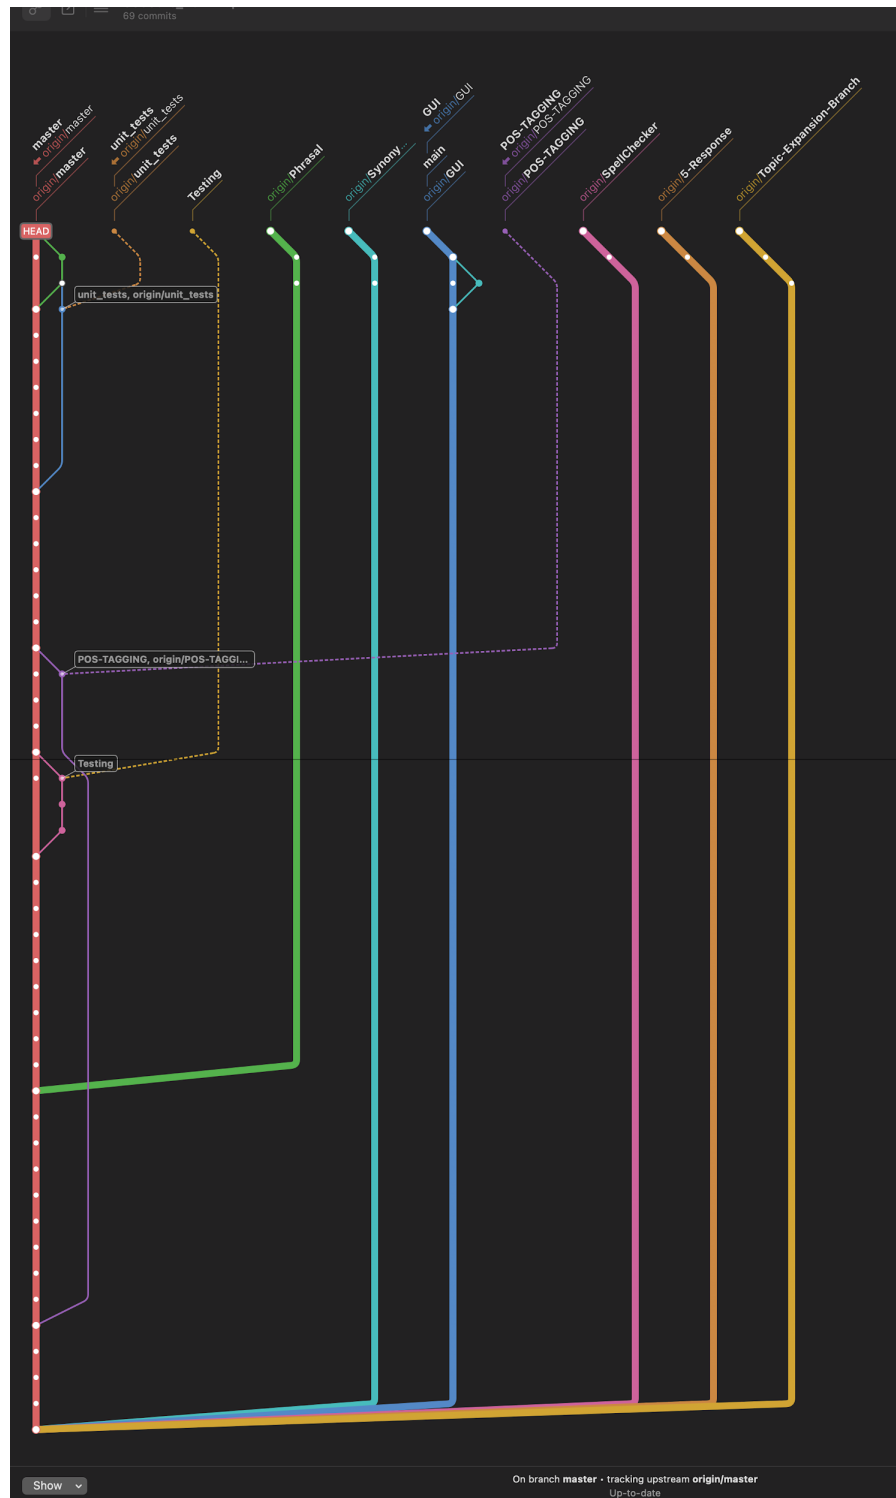 69 commits
master
origin/master
origin/master
unit_tests
origin/unit_tests
origin/unit_tests
Testing
origin/Phrasal
origin/Synony...
GUI
origin/GUI
main
origin/GUI
POS-TAGGING
origin/POS-TAGGING
origin/POS-TAGGING
origin/SpellChecker
origin/5-Response
origin/Topic-Expansion-Branch
HEAD
unit_tests, origin/unit_tests
POS-TAGGING, origin/POS-TAGGI...
Testing
Show
On branch master • tracking upstream origin/master
Up-to-date